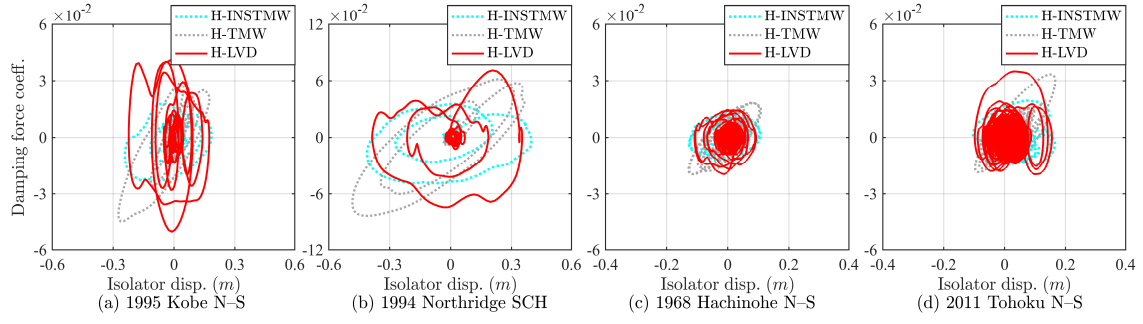 ×10⁻²
H-INSTMW
H-TMW
H-LVD
Damping force coeff.
6
3
0
-3
-6
-0.6 -0.3 0 0.3 0.6
Isolator disp. (m)
(a) 1995 Kobe N–S
×10⁻²
H-INSTMW
H-TMW
H-LVD
12
6
0
-6
-12
-0.6 -0.3 0 0.3 0.6
Isolator disp. (m)
(b) 1994 Northridge SCH
×10⁻²
H-INSTMW
H-TMW
H-LVD
6
3
0
-3
-6
-0.4 -0.2 0 0.2 0.4
Isolator disp. (m)
(c) 1968 Hachinohe N–S
×10⁻²
H-INSTMW
H-TMW
H-LVD
6
3
0
-3
-6
-0.4 -0.2 0 0.2 0.4
Isolator disp. (m)
(d) 2011 Tohoku N–S